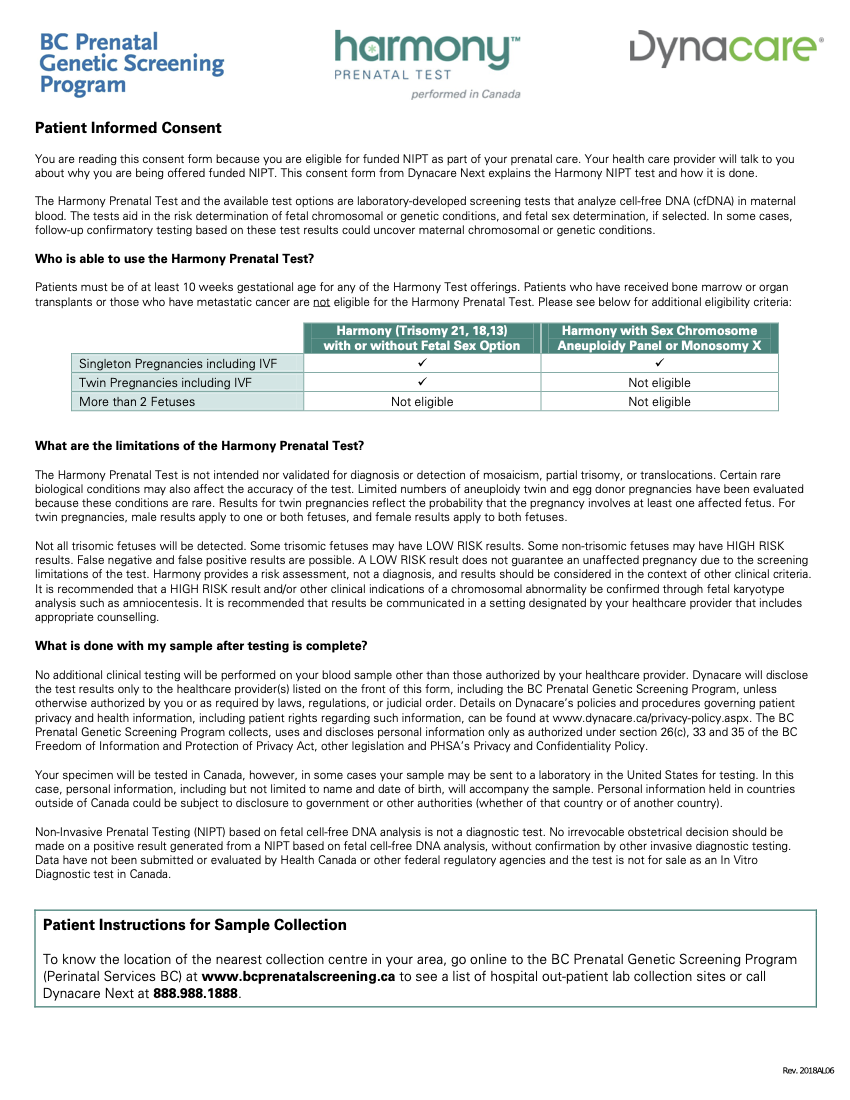 BC Prenatal
Genetic Screening
Program
harmony™
PRENATAL TEST
performed in Canada
Dynacare®
Patient Informed Consent
You are reading this consent form because you are eligible for funded NIPT as part of your prenatal care. Your health care provider will talk to you
about why you are being offered funded NIPT. This consent form from Dynacare Next explains the Harmony NIPT test and how it is done.
The Harmony Prenatal Test and the available test options are laboratory-developed screening tests that analyze cell-free DNA (cfDNA) in maternal
blood. The tests aid in the risk determination of fetal chromosomal or genetic conditions, and fetal sex determination, if selected. In some cases,
follow-up confirmatory testing based on these test results could uncover maternal chromosomal or genetic conditions.
Who is able to use the Harmony Prenatal Test?
Patients must be of at least 10 weeks gestational age for any of the Harmony Test offerings. Patients who have received bone marrow or organ
transplants or those who have metastatic cancer are not eligible for the Harmony Prenatal Test. Please see below for additional eligibility criteria:
Harmony (Trisomy 21, 18,13)
with or without Fetal Sex Option
Harmony with Sex Chromosome
Aneuploidy Panel or Monosomy X
Singleton Pregnancies including IVF ✓ ✓
Twin Pregnancies including IVF ✓ Not eligible
More than 2 Fetuses Not eligible Not eligible
What are the limitations of the Harmony Prenatal Test?
The Harmony Prenatal Test is not intended nor validated for diagnosis or detection of mosaicism, partial trisomy, or translocations. Certain rare
biological conditions may also affect the accuracy of the test. Limited numbers of aneuploidy twin and egg donor pregnancies have been evaluated
because these conditions are rare. Results for twin pregnancies reflect the probability that the pregnancy involves at least one affected fetus. For
twin pregnancies, male results apply to one or both fetuses, and female results apply to both fetuses.
Not all trisomic fetuses will be detected. Some trisomic fetuses may have LOW RISK results. Some non-trisomic fetuses may have HIGH RISK
results. False negative and false positive results are possible. A LOW RISK result does not guarantee an unaffected pregnancy due to the screening
limitations of the test. Harmony provides a risk assessment, not a diagnosis, and results should be considered in the context of other clinical criteria.
It is recommended that a HIGH RISK result and/or other clinical indications of a chromosomal abnormality be confirmed through fetal karyotype
analysis such as amniocentesis. It is recommended that results be communicated in a setting designated by your healthcare provider that includes
appropriate counselling.
What is done with my sample after testing is complete?
No additional clinical testing will be performed on your blood sample other than those authorized by your healthcare provider. Dynacare will disclose
the test results only to the healthcare provider(s) listed on the front of this form, including the BC Prenatal Genetic Screening Program, unless
otherwise authorized by you or as required by laws, regulations, or judicial order. Details on Dynacare's policies and procedures governing patient
privacy and health information, including patient rights regarding such information, can be found at www.dynacare.ca/privacy-policy.aspx. The BC
Prenatal Genetic Screening Program collects, uses and discloses personal information only as authorized under section 26(c), 33 and 35 of the BC
Freedom of Information and Protection of Privacy Act, other legislation and PHSA's Privacy and Confidentiality Policy.
Your specimen will be tested in Canada, however, in some cases your sample may be sent to a laboratory in the United States for testing. In this
case, personal information, including but not limited to name and date of birth, will accompany the sample. Personal information held in countries
outside of Canada could be subject to disclosure to government or other authorities (whether of that country or of another country).
Non-Invasive Prenatal Testing (NIPT) based on fetal cell-free DNA analysis is not a diagnostic test. No irrevocable obstetrical decision should be
made on a positive result generated from a NIPT based on fetal cell-free DNA analysis, without confirmation by other invasive diagnostic testing.
Data have not been submitted or evaluated by Health Canada or other federal regulatory agencies and the test is not for sale as an In Vitro
Diagnostic test in Canada.
Patient Instructions for Sample Collection
To know the location of the nearest collection centre in your area, go online to the BC Prenatal Genetic Screening Program
(Perinatal Services BC) at www.bcprenatalscreening.ca to see a list of hospital out-patient lab collection sites or call
Dynacare Next at 888.988.1888.
Rev. 2018AL06